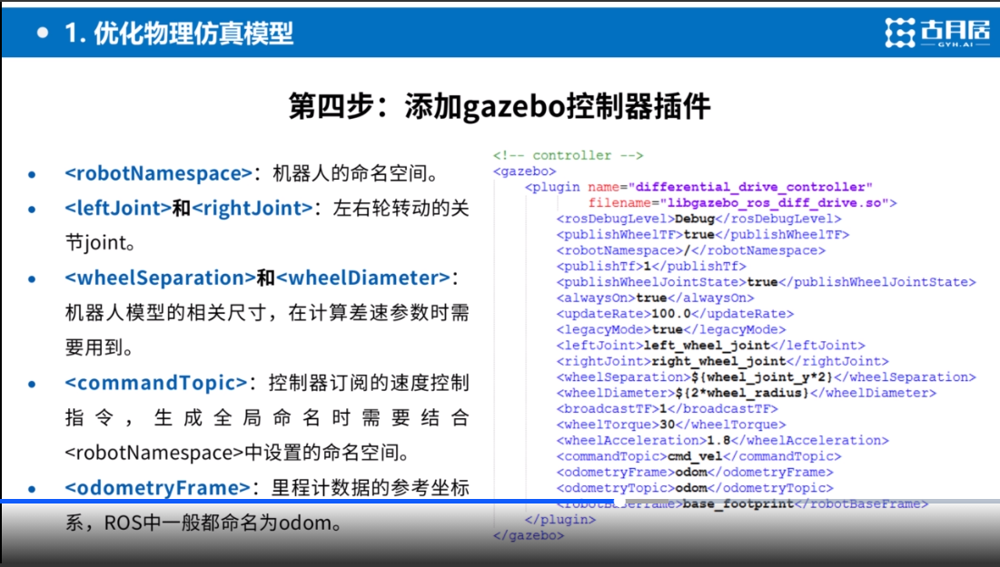 1. 优化物理仿真模型
古月居
GYH.AI
第四步：添加gazebo控制器插件
<robotNamespace>：机器人的命名空间。
<leftJoint>和<rightJoint>：左右轮转动的关
节joint。
<wheelSeparation>和<wheelDiameter>：
机器人模型的相关尺寸，在计算差速参数时需
要用到。
<commandTopic>：控制器订阅的速度控制
指令，生成全局命名时需要结合
<robotNamespace>中设置的命名空间。
<odometryFrame>：里程计数据的参考坐标
系，ROS中一般都命名为odom。
<!-- controller -->
<gazebo>
<plugin name="differential_drive_controller"
filename="libgazebo_ros_diff_drive.so">
<rosDebugLevel>Debug</rosDebugLevel>
<publishWheelTF>true</publishWheelTF>
<robotNamespace>/</robotNamespace>
<publishTf>1</publishTf>
<publishWheelJointState>true</publishWheelJointState>
<alwaysOn>true</alwaysOn>
<updateRate>100.0</updateRate>
<legacyMode>true</legacyMode>
<leftJoint>left_wheel_joint</leftJoint>
<rightJoint>right_wheel_joint</rightJoint>
<wheelSeparation>${wheel_joint_y*2}</wheelSeparation>
<wheelDiameter>${2*wheel_radius}</wheelDiameter>
<broadcastTF>1</broadcastTF>
<wheelTorque>30</wheelTorque>
<wheelAcceleration>1.8</wheelAcceleration>
<commandTopic>cmd_vel</commandTopic>
<odometryFrame>odom</odometryFrame>
<odometryTopic>odom</odometryTopic>
<robotBaseFrame>base_footprint</robotBaseFrame>
</plugin>
</gazebo>